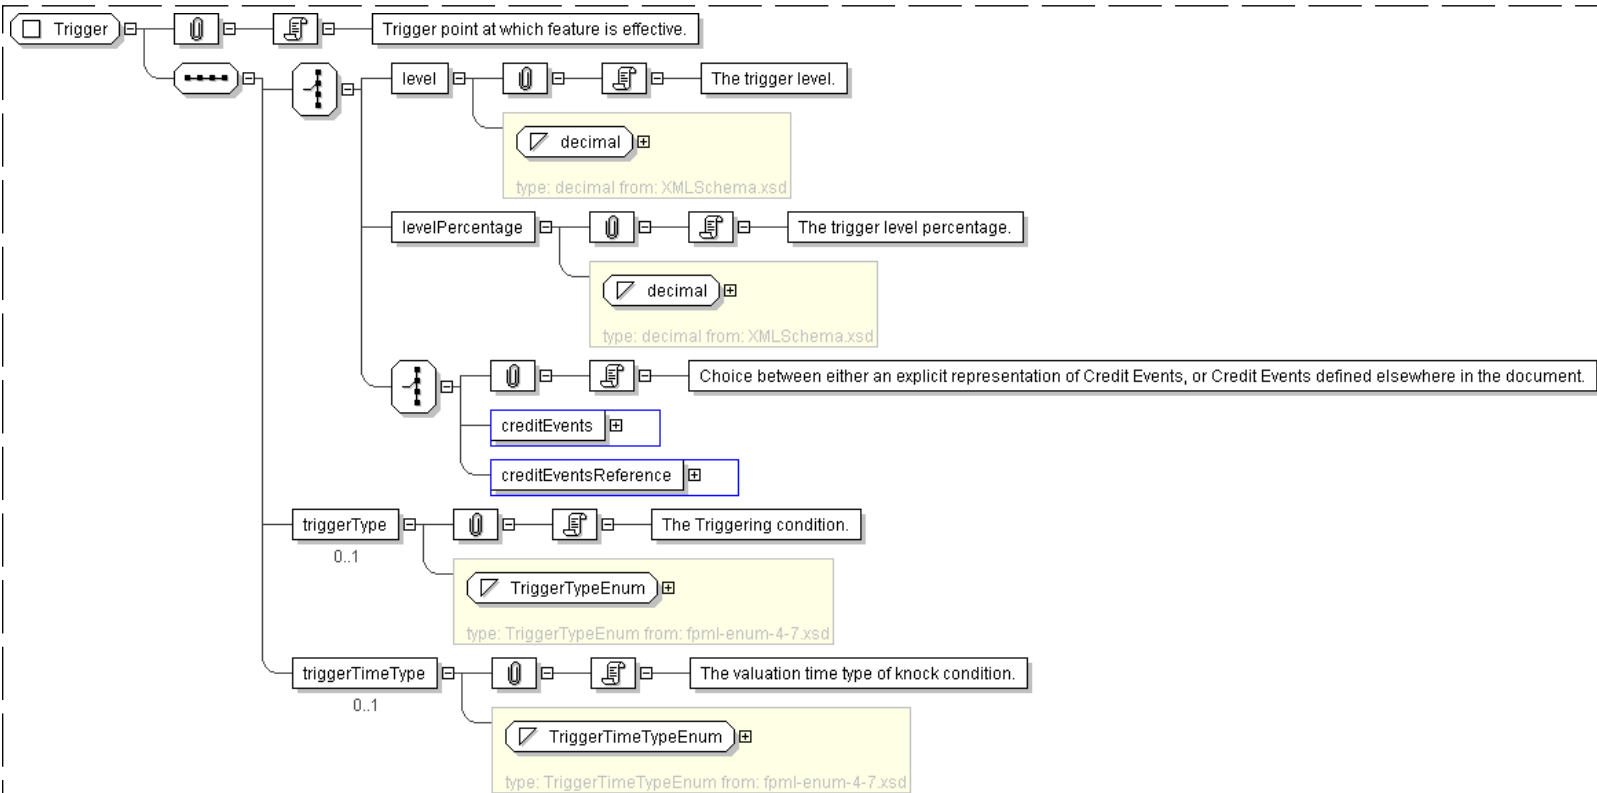 Trigger
Trigger point at which feature is effective.
level
The trigger level.
decimal
type: decimal from: XMLSchema.xsd
levelPercentage
The trigger level percentage.
decimal
type: decimal from: XMLSchema.xsd
Choice between either an explicit representation of Credit Events, or Credit Events defined elsewhere in the document.
creditEvents
creditEventsReference
triggerType
The Triggering condition.
0..1
TriggerTypeEnum
type: TriggerTypeEnum from: fpml-enum-4-7.xsd
triggerTimeType
The valuation time type of knock condition.
0..1
TriggerTimeTypeEnum
type: TriggerTimeTypeEnum from: fpml-enum-4-7.xsd